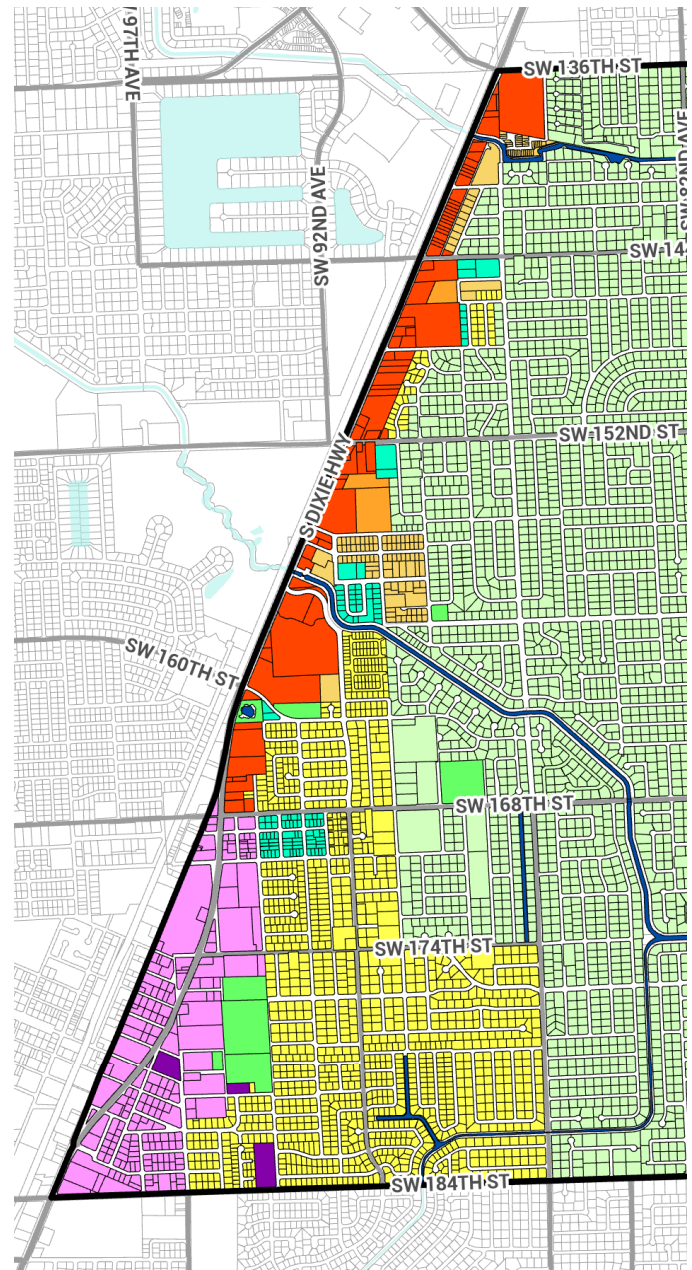 SW 136TH ST
97TH AVE
SW 92ND AVE
SW 82ND AVE
SW 14
SW 152ND ST
S DIXIE HWY
SW 160TH ST
SW 168TH ST
SW 174TH ST
SW 184TH ST